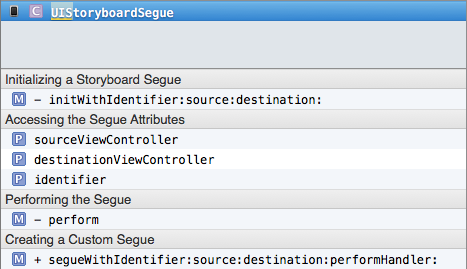 C UIStoryboardSegue
Initializing a Storyboard Segue
M - initWithIdentifier:source:destination:
Accessing the Segue Attributes
P sourceViewController
P destinationViewController
P identifier
Performing the Segue
M - perform
Creating a Custom Segue
M + segueWithIdentifier:source:destination:performHandler: